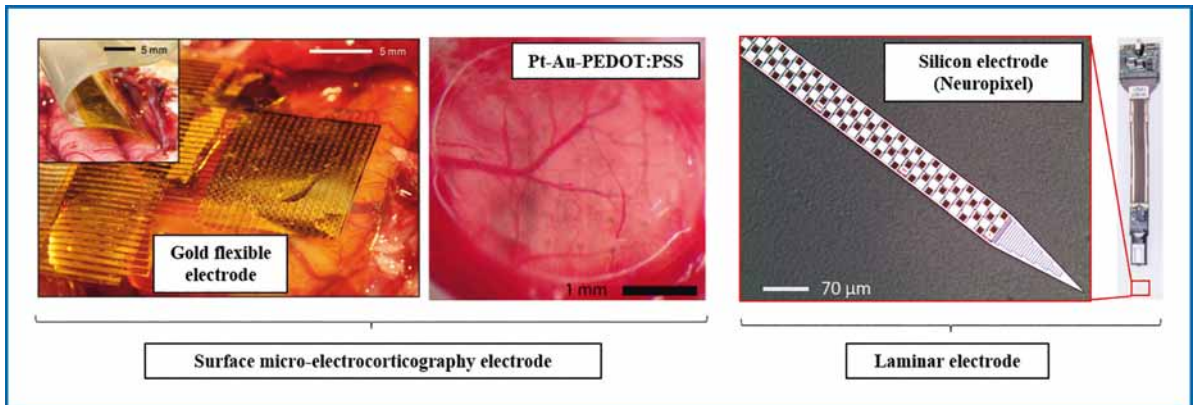 5 mm
5 mm
Gold flexible
electrode
Pt-Au-PEDOT:PSS
1 mm
Silicon electrode
(Neuropixel)
70 μm
Surface micro-electrocorticography electrode
Laminar electrode